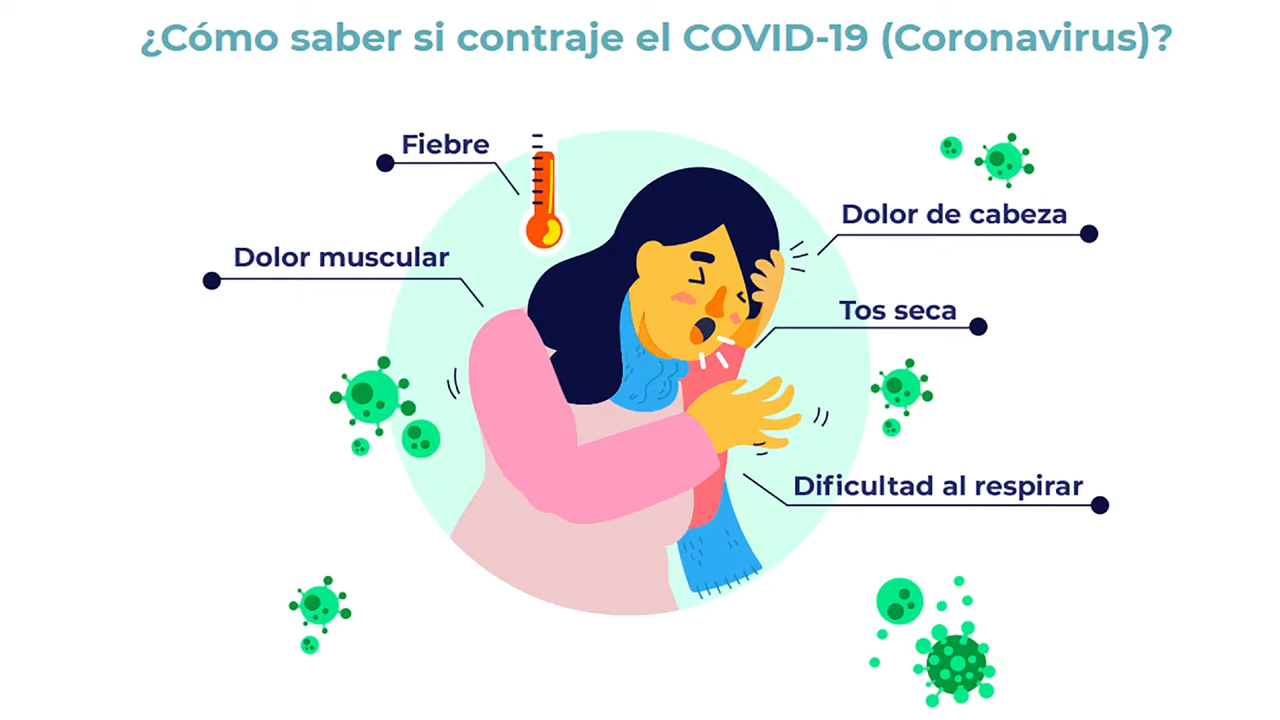 ¿Cómo saber si contraje el COVID-19 (Coronavirus)?
Fiebre
Dolor de cabeza
Dolor muscular
Tos seca
Dificultad al respirar